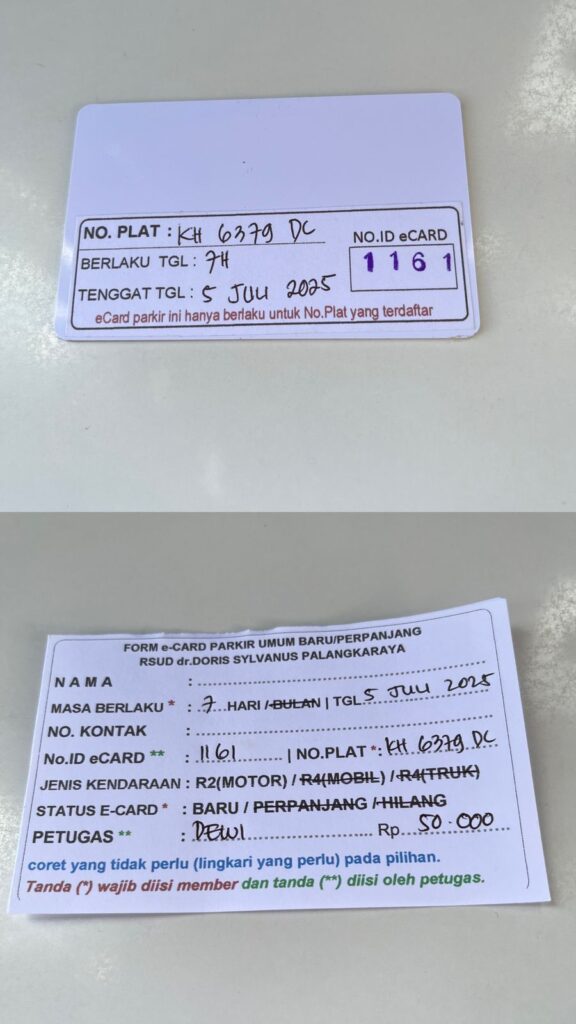 NO. PLAT : KH 6379 DC
BERLAKU TGL : 7H
TENGGAT TGL : 5 JULI 2025
NO.ID eCARD
1161
eCard parkir ini hanya berlaku untuk No.Plat yang terdaftar
FORM e-CARD PARKIR UMUM BARU/PERPANJANG
RSUD dr.DORIS SYLVANUS PALANGKARAYA
NAMA :
MASA BERLAKU * : 7 HARI / BULAN | TGL 5 JULI 2025
NO. KONTAK :
No.ID eCARD ** : 1161 | NO.PLAT *: KH 6379 DC
JENIS KENDARAAN : R2(MOTOR) / R4(MOBIL) / R4(TRUK)
STATUS E-CARD * : BARU / PERPANJANG / HILANG
PETUGAS ** : DEWI Rp 50.000
coret yang tidak perlu (lingkari yang perlu) pada pilihan.
Tanda (*) wajib diisi member dan tanda (**) diisi oleh petugas.